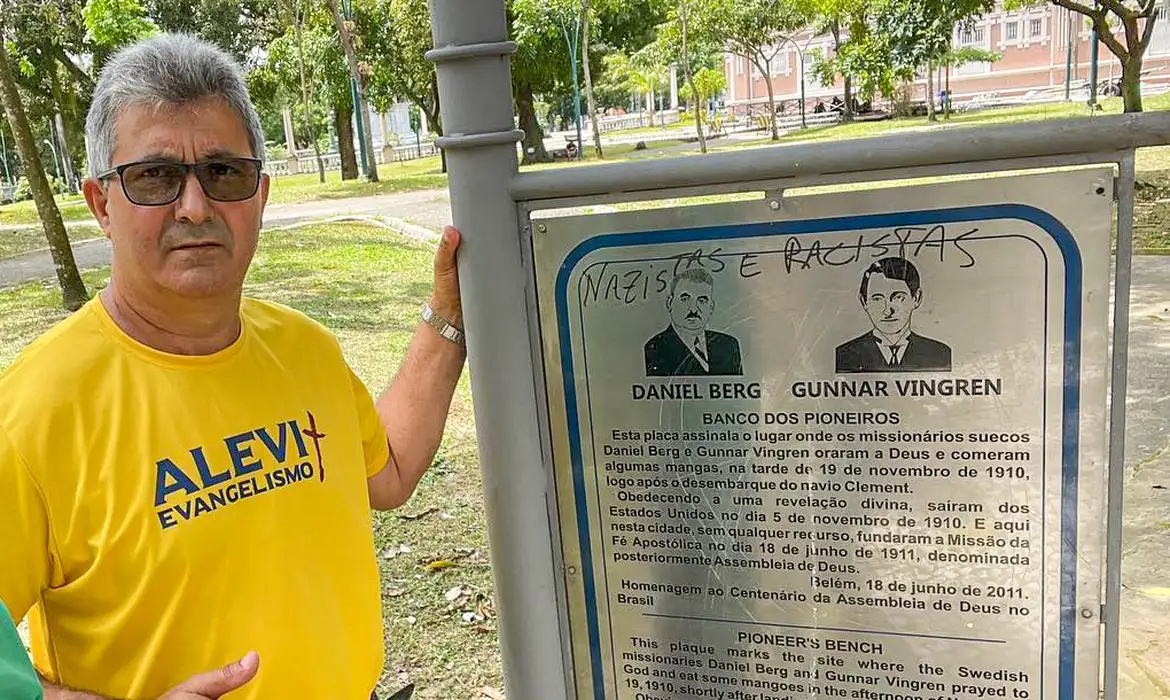 ALEVI
EVANGELISMO
NAZISTAS E RACISTAS
DANIEL BERG GUNNAR VINGREN
BANCO DOS PIONEIROS
Esta placa assinala o lugar onde os missionários suecos
Daniel Berg e Gunnar Vingren oraram a Deus e comeram
algumas mangas, na tarde de 19 de novembro de 1910,
logo após o desembarque do navio Clement.
Obedecendo a uma revelação divina, saíram dos
Estados Unidos no dia 5 de novembro de 1910. E aqui
nesta cidade, sem qualquer recurso, fundaram a Missão da
Fé Apostólica no dia 18 de junho de 1911, denominada
posteriormente Assembleia de Deus.
Belém, 18 de junho de 2011.
Homenagem ao Centenário da Assembleia de Deus no
Brasil
PIONEER'S BENCH
This plaque marks the site where the Swedish
missionaries Daniel Berg and Gunnar Vingren prayed to
God and eat some mangoes in the afternoon of
19, 1910, shortly after